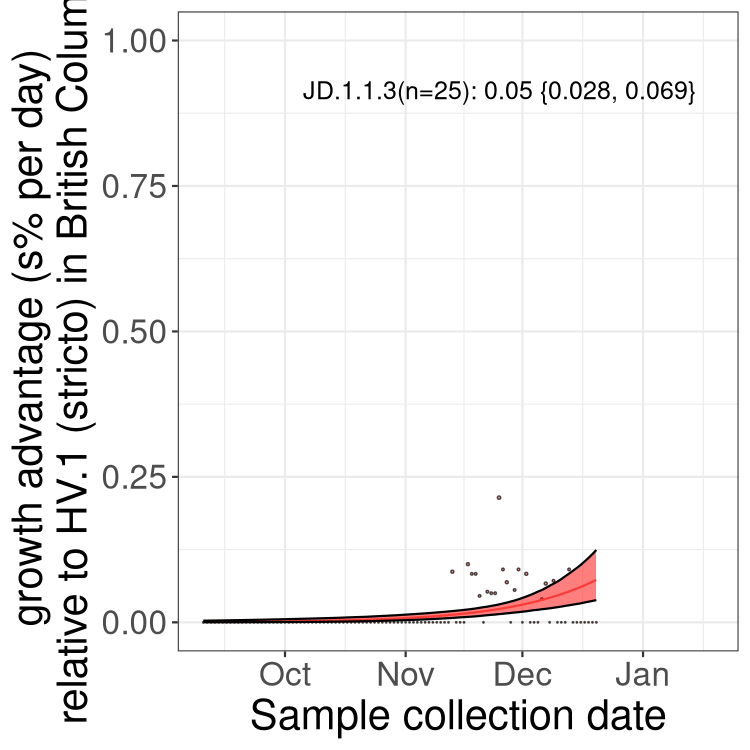 growth advantage (s% per day)
relative to HV.1 (stricto) in British Colum
1.00
0.75
0.50
0.25
0.00
JD.1.1.3(n=25): 0.05 {0.028, 0.069}
Oct Nov Dec Jan
Sample collection date